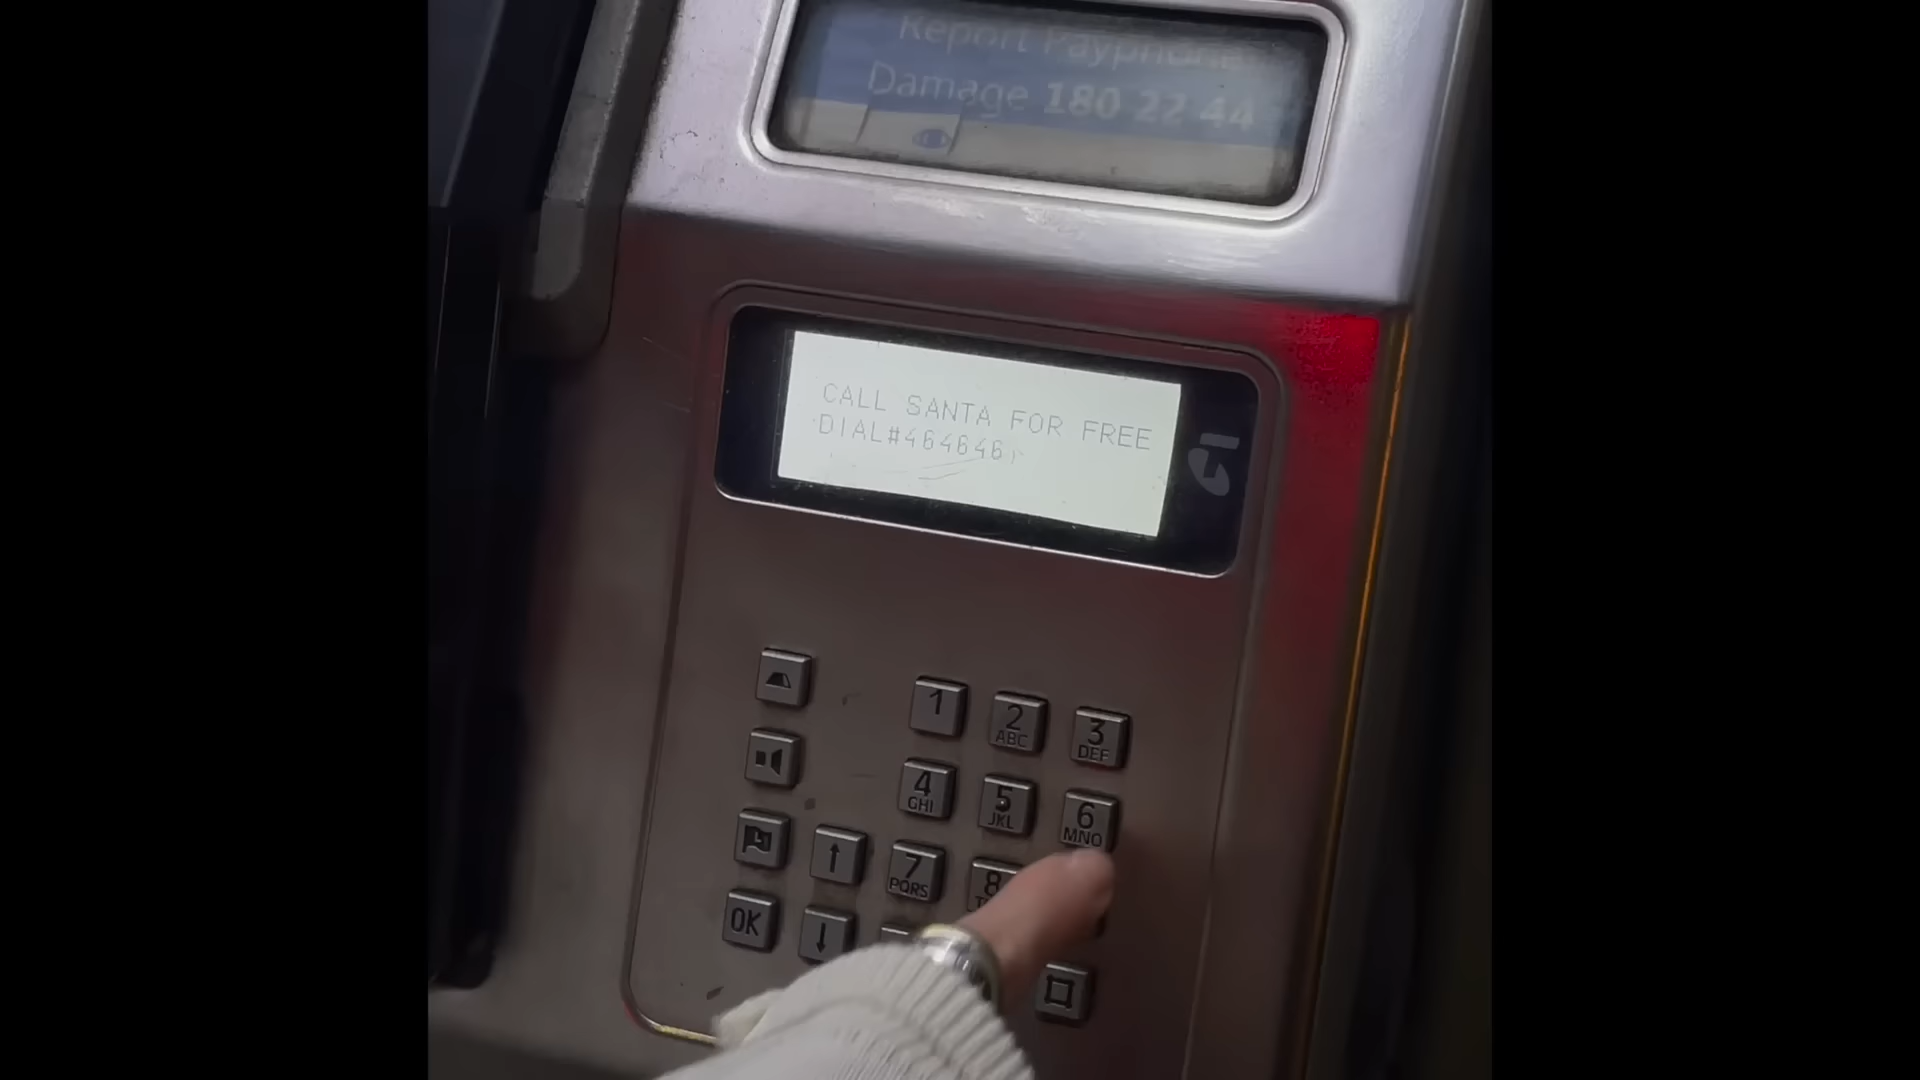 Report Payphone
Damage 180 22 44
CALL SANTA FOR FREE
DIAL#464646
1
2
ABC
3
DEF
4
GHI
5
JKL
6
MNO
7
PQRS
8
OK